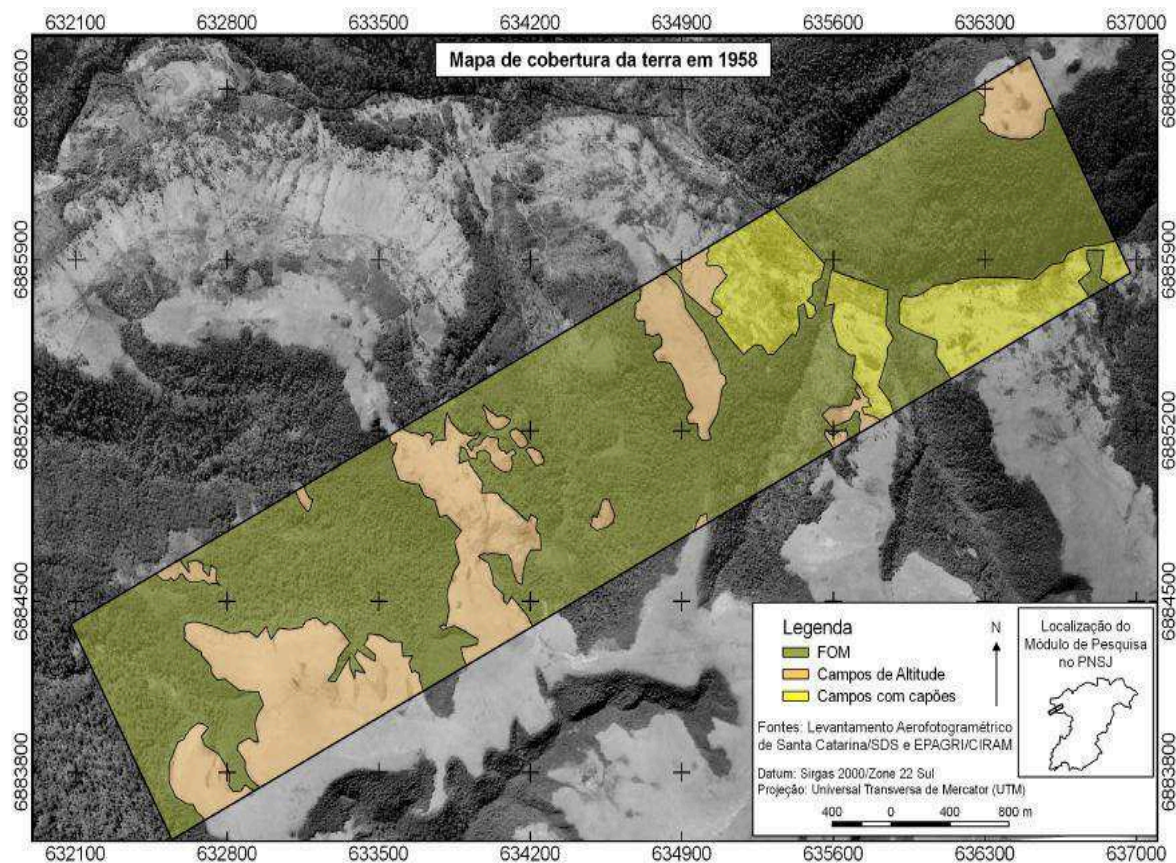 632100 632800 633500 634200 634900 635600 636300 637000
Mapa de cobertura da terra em 1958
6886600 6886600
6885900 6885900
6885200 6885200
6884500 6884500
6883800 6883800
Legenda
FOM
Campos de Altitude
Campos com capões
N
Fontes: Levantamento Aerofotogramétrico
de Santa Catarina/SDS e EPAGRI/CIRAM
Datum: Sirgas 2000/Zone 22 Sul
Projeção: Universal Transversa de Mercator (UTM)
400 0 400 800 m
Localização do
Módulo de Pesquisa
no PNSJ
632100 632800 633500 634200 634900 635600 636300 637000